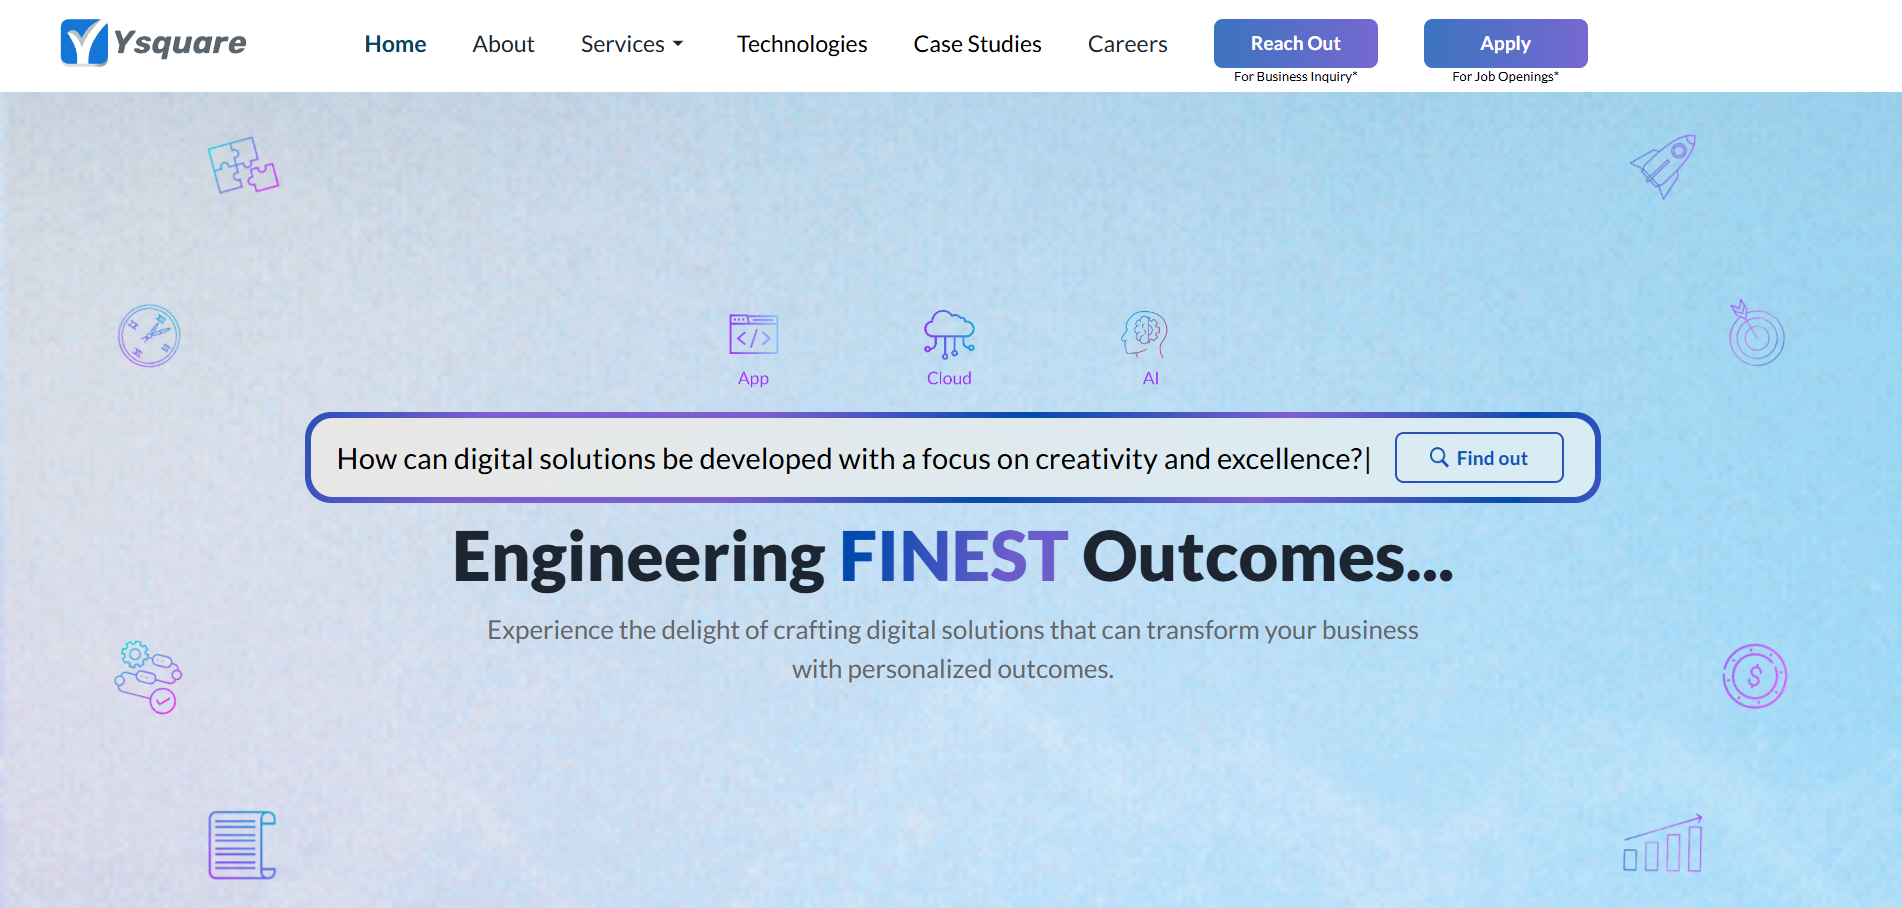 Ysquare
Home About Services Technologies Case Studies Careers Reach Out Apply
For Business Inquiry* For Job Openings*
App Cloud AI
How can digital solutions be developed with a focus on creativity and excellence?| Find out
Engineering FINEST Outcomes...
Experience the delight of crafting digital solutions that can transform your business
with personalized outcomes.